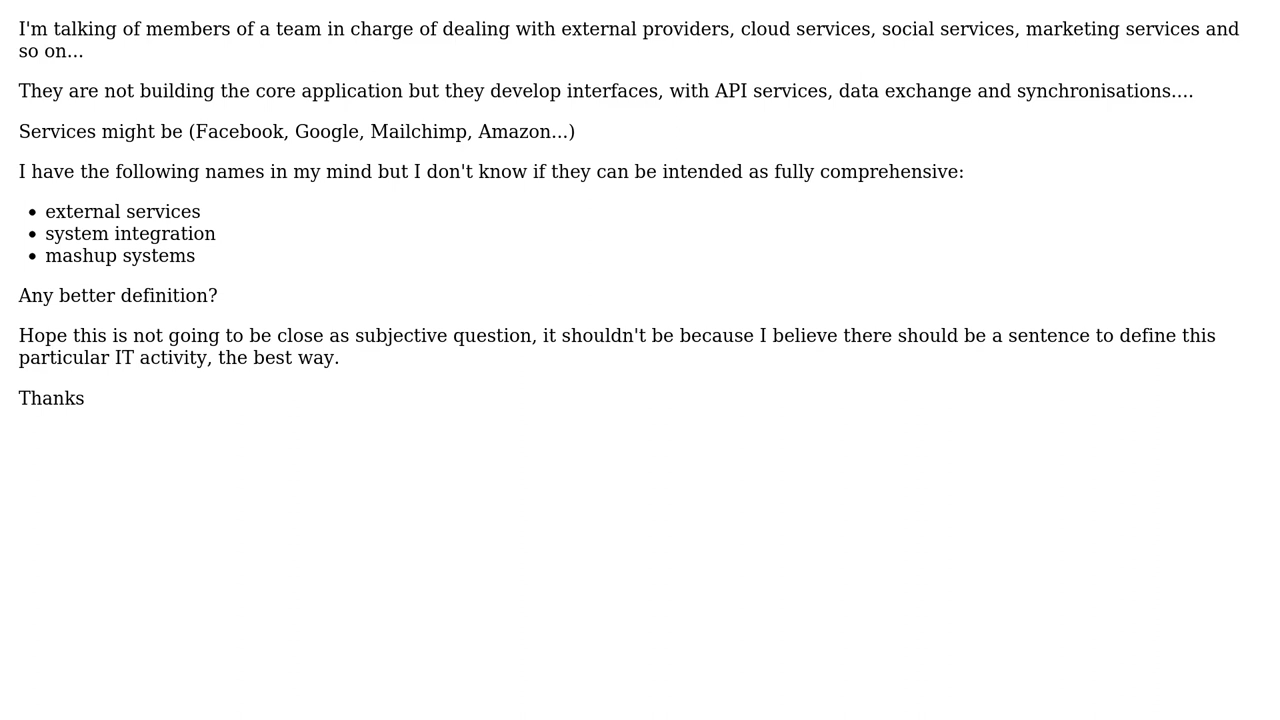 I'm talking of members of a team in charge of dealing with external providers, cloud services, social services, marketing services and
so on...
They are not building the core application but they develop interfaces, with API services, data exchange and synchronisations....
Services might be (Facebook, Google, Mailchimp, Amazon...)
I have the following names in my mind but I don't know if they can be intended as fully comprehensive:
• external services
• system integration
• mashup systems
Any better definition?
Hope this is not going to be close as subjective question, it shouldn't be because I believe there should be a sentence to define this
particular IT activity, the best way.
Thanks